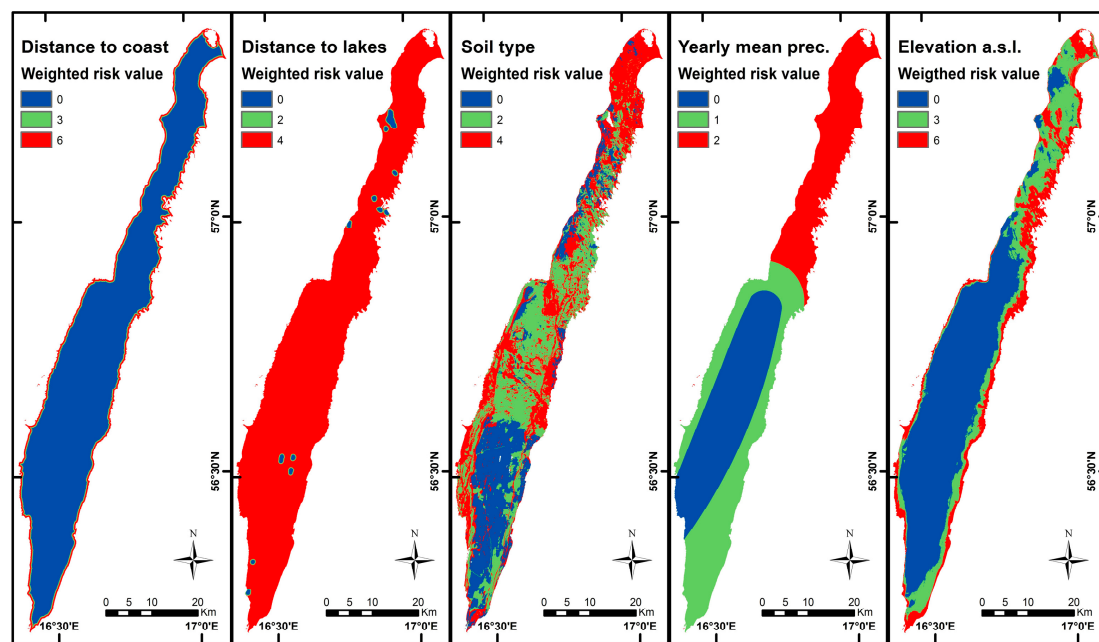 Distance to coast
Weighted risk value
0
3
6
N
0 5 10 20
Km
16°30'E 17°0'E
Distance to lakes
Weighted risk value
0
2
4
57°0'N
56°30'N
N
0 5 10 20
Km
16°30'E 17°0'E
Soil type
Weighted risk value
0
2
4
57°0'N
56°30'N
N
0 5 10 20
Km
16°30'E 17°0'E
Yearly mean prec.
Weighted risk value
0
1
2
57°0'N
56°30'N
N
0 5 10 20
Km
16°30'E 17°0'E
Elevation a.s.l.
Weigthed risk value
0
3
6
57°0'N
56°30'N
N
0 5 10 20
Km
16°30'E 17°0'E